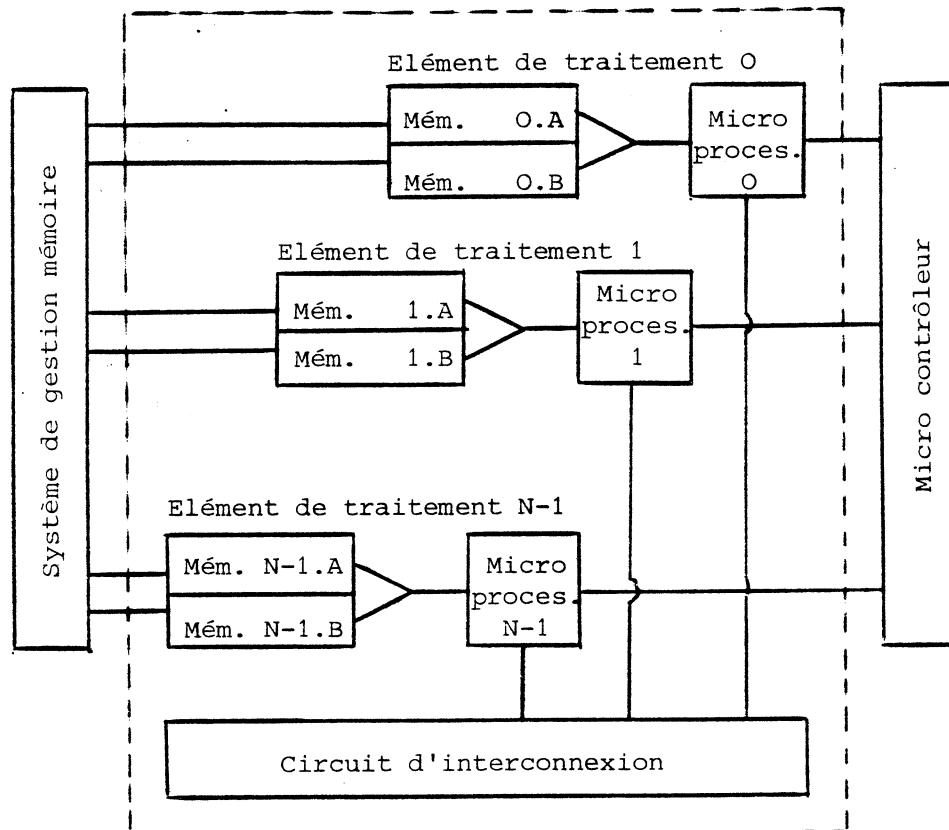 Elément de traitement O
Mém. O.A
Mém. O.B
Micro
proces.
O
Elément de traitement 1
Mém. 1.A
Mém. 1.B
Micro
proces.
1
Elément de traitement N-1
Mém. N-1.A
Mém. N-1.B
Micro
proces.
N-1
Circuit d'interconnexion
Système de gestion mémoire
Micro contrôleur